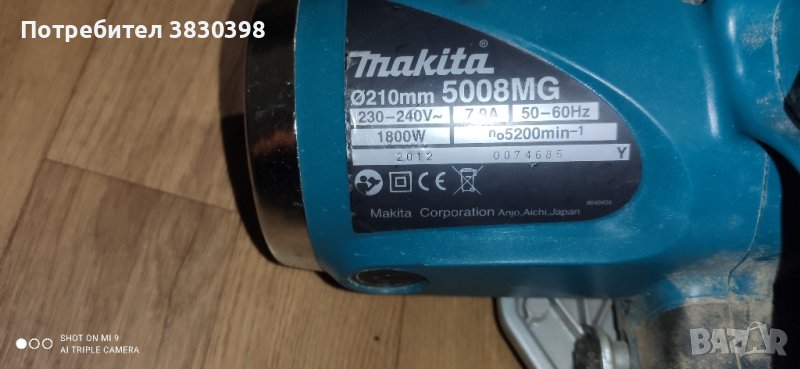 Потребител 3830398
makita®
Ø210mm 5008MG
230-240V~ 7.9A 50-60Hz
1800W n₀5200min⁻¹
2012 0074685 Y
CE
Makita Corporation Anjo, Aichi, Japan
SHOT ON MI 9
AI TRIPLE CAMERA
BAZAR